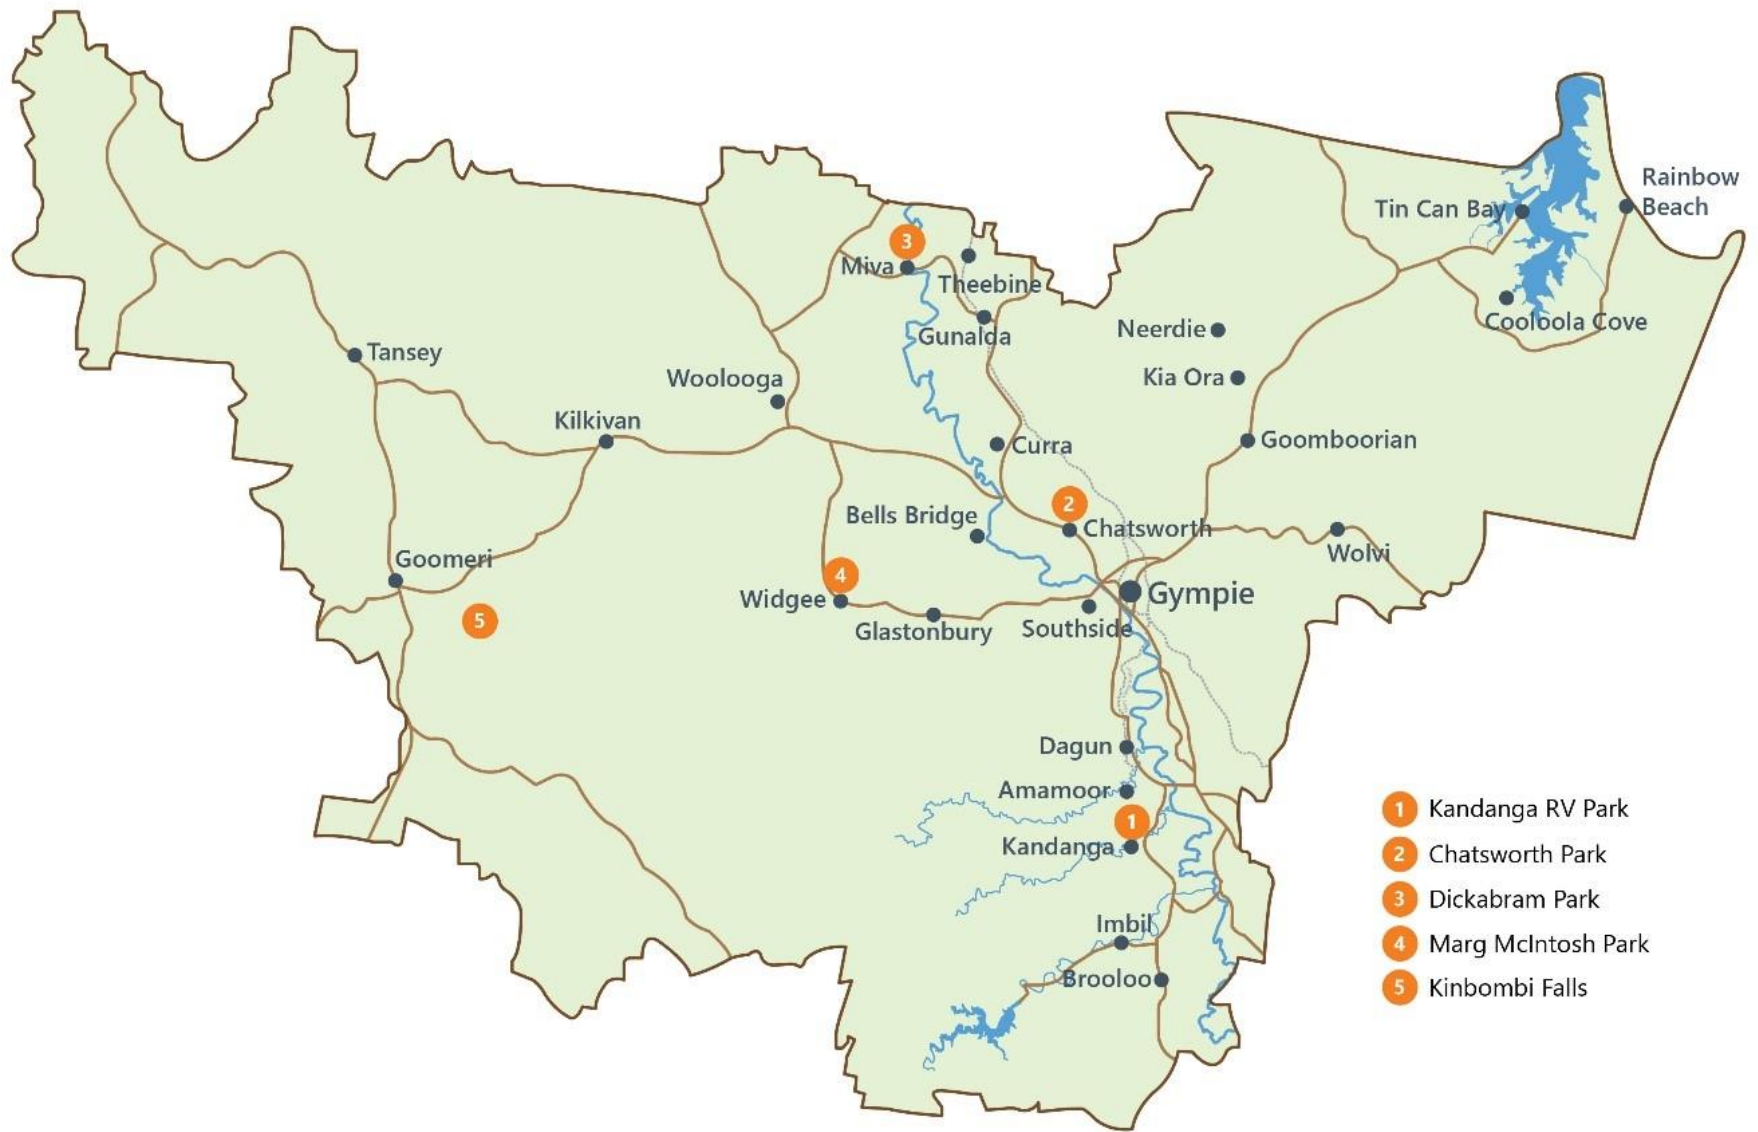 Rainbow
Beach
Tin Can Bay
3
Miva
Theebine
Cooloola Cove
Gunalda
Neerdie
Tansey
Kia Ora
Woolooga
Kilkivan
Goomboorian
Curra
2
Bells Bridge
Chatsworth
Wolvi
Goomeri
4
Widgee
Gympie
5
Glastonbury
Southside
Dagun
Amamoor
1
Kandanga
Imbil
Brooloo
1 Kandanga RV Park
2 Chatsworth Park
3 Dickabram Park
4 Marg McIntosh Park
5 Kinbombi Falls